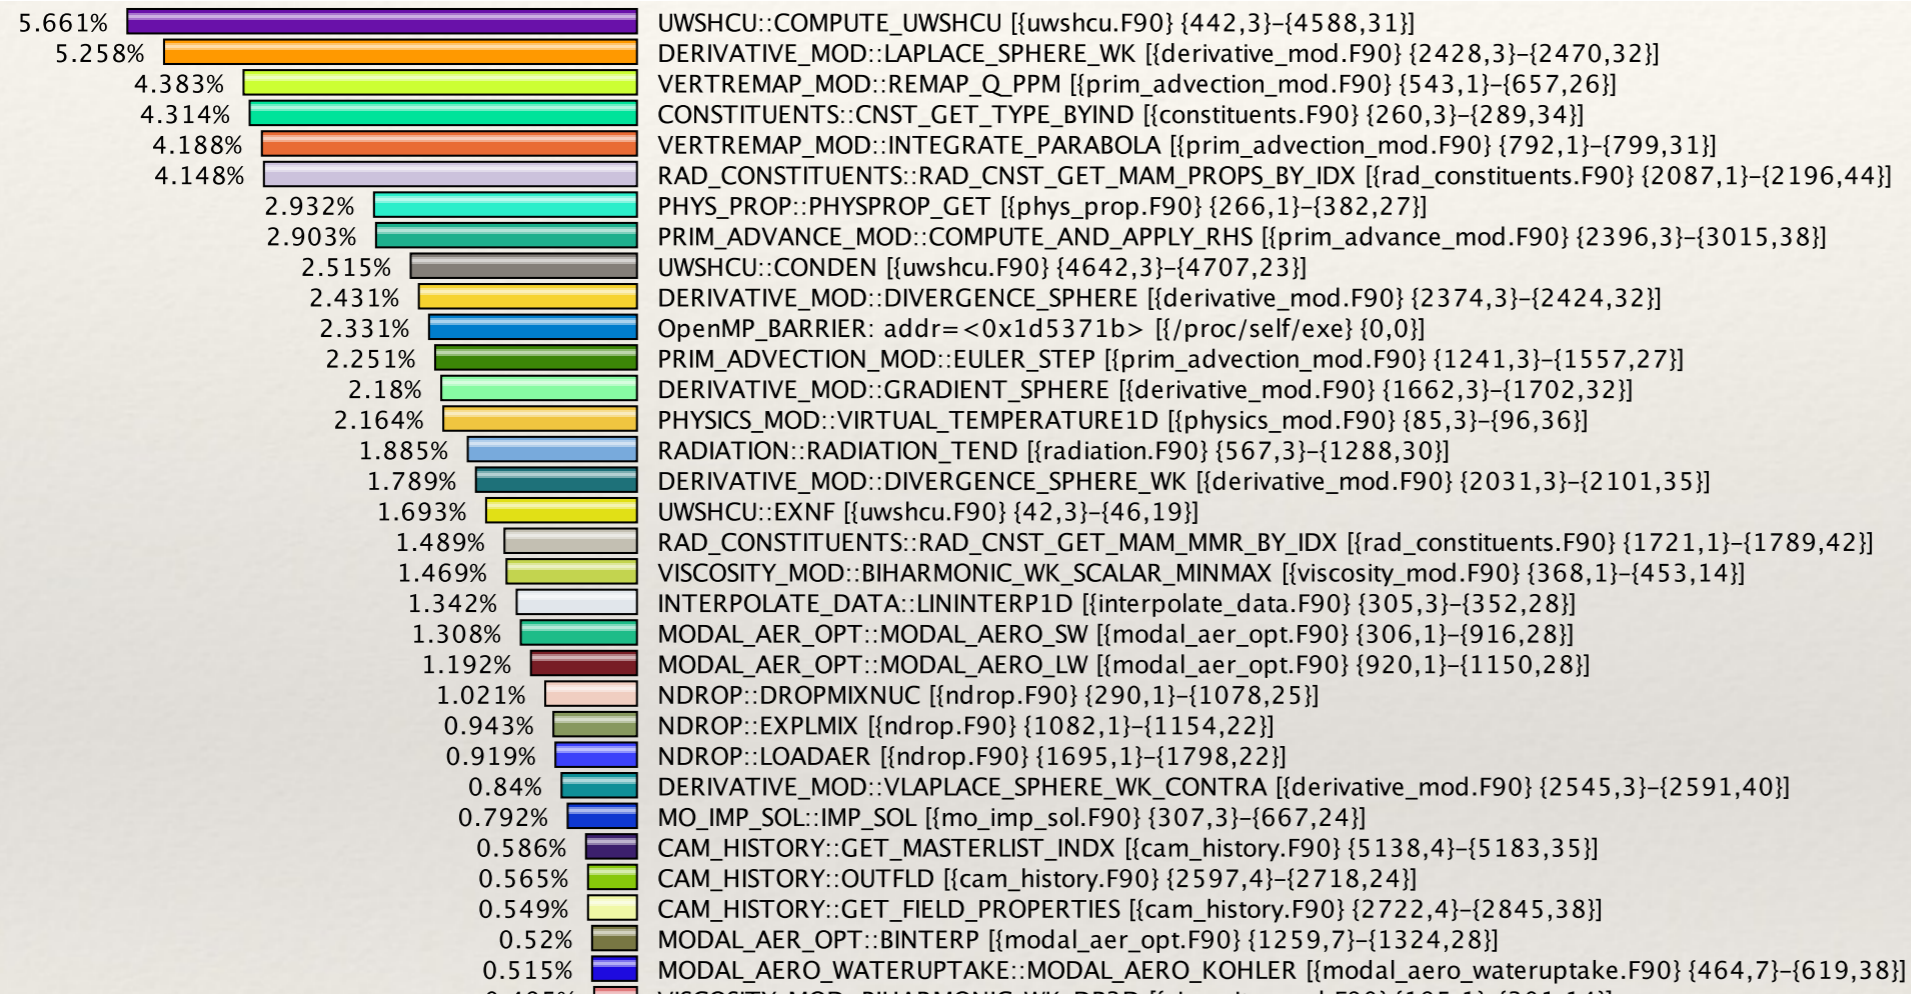 5.661% UWSHCU::COMPUTE_UWSHCU [{uwshcu.F90} {442,3}-{4588,31}]
5.258% DERIVATIVE_MOD::LAPLACE_SPHERE_WK [{derivative_mod.F90} {2428,3}-{2470,32}]
4.383% VERTREMAP_MOD::REMAP_Q_PPM [{prim_advection_mod.F90} {543,1}-{657,26}]
4.314% CONSTITUENTS::CNST_GET_TYPE_BYIND [{constituents.F90} {260,3}-{289,34}]
4.188% VERTREMAP_MOD::INTEGRATE_PARABOLA [{prim_advection_mod.F90} {792,1}-{799,31}]
4.148% RAD_CONSTITUENTS::RAD_CNST_GET_MAM_PROPS_BY_IDX [{rad_constituents.F90} {2087,1}-{2196,44}]
2.932% PHYS_PROP::PHYSPROP_GET [{phys_prop.F90} {266,1}-{382,27}]
2.903% PRIM_ADVANCE_MOD::COMPUTE_AND_APPLY_RHS [{prim_advance_mod.F90} {2396,3}-{3015,38}]
2.515% UWSHCU::CONDEN [{uwshcu.F90} {4642,3}-{4707,23}]
2.431% DERIVATIVE_MOD::DIVERGENCE_SPHERE [{derivative_mod.F90} {2374,3}-{2424,32}]
2.331% OpenMP_BARRIER: addr=<0x1d5371b> [{/proc/self/exe} {0,0}]
2.251% PRIM_ADVECTION_MOD::EULER_STEP [{prim_advection_mod.F90} {1241,3}-{1557,27}]
2.18% DERIVATIVE_MOD::GRADIENT_SPHERE [{derivative_mod.F90} {1662,3}-{1702,32}]
2.164% PHYSICS_MOD::VIRTUAL_TEMPERATURE1D [{physics_mod.F90} {85,3}-{96,36}]
1.885% RADIATION::RADIATION_TEND [{radiation.F90} {567,3}-{1288,30}]
1.789% DERIVATIVE_MOD::DIVERGENCE_SPHERE_WK [{derivative_mod.F90} {2031,3}-{2101,35}]
1.693% UWSHCU::EXNF [{uwshcu.F90} {42,3}-{46,19}]
1.489% RAD_CONSTITUENTS::RAD_CNST_GET_MAM_MMR_BY_IDX [{rad_constituents.F90} {1721,1}-{1789,42}]
1.469% VISCOSITY_MOD::BIHARMONIC_WK_SCALAR_MINMAX [{viscosity_mod.F90} {368,1}-{453,14}]
1.342% INTERPOLATE_DATA::LININTERP1D [{interpolate_data.F90} {305,3}-{352,28}]
1.308% MODAL_AER_OPT::MODAL_AERO_SW [{modal_aer_opt.F90} {306,1}-{916,28}]
1.192% MODAL_AER_OPT::MODAL_AERO_LW [{modal_aer_opt.F90} {920,1}-{1150,28}]
1.021% NDROP::DROPMIXNUC [{ndrop.F90} {290,1}-{1078,25}]
0.943% NDROP::EXPLMIX [{ndrop.F90} {1082,1}-{1154,22}]
0.919% NDROP::LOADAER [{ndrop.F90} {1695,1}-{1798,22}]
0.84% DERIVATIVE_MOD::VLAPLACE_SPHERE_WK_CONTRA [{derivative_mod.F90} {2545,3}-{2591,40}]
0.792% MO_IMP_SOL::IMP_SOL [{mo_imp_sol.F90} {307,3}-{667,24}]
0.586% CAM_HISTORY::GET_MASTERLIST_INDX [{cam_history.F90} {5138,4}-{5183,35}]
0.565% CAM_HISTORY::OUTFLD [{cam_history.F90} {2597,4}-{2718,24}]
0.549% CAM_HISTORY::GET_FIELD_PROPERTIES [{cam_history.F90} {2722,4}-{2845,38}]
0.52% MODAL_AER_OPT::BINTERP [{modal_aer_opt.F90} {1259,7}-{1324,28}]
0.515% MODAL_AERO_WATERUPTAKE::MODAL_AERO_KOHLER [{modal_aero_wateruptake.F90} {464,7}-{619,38}]